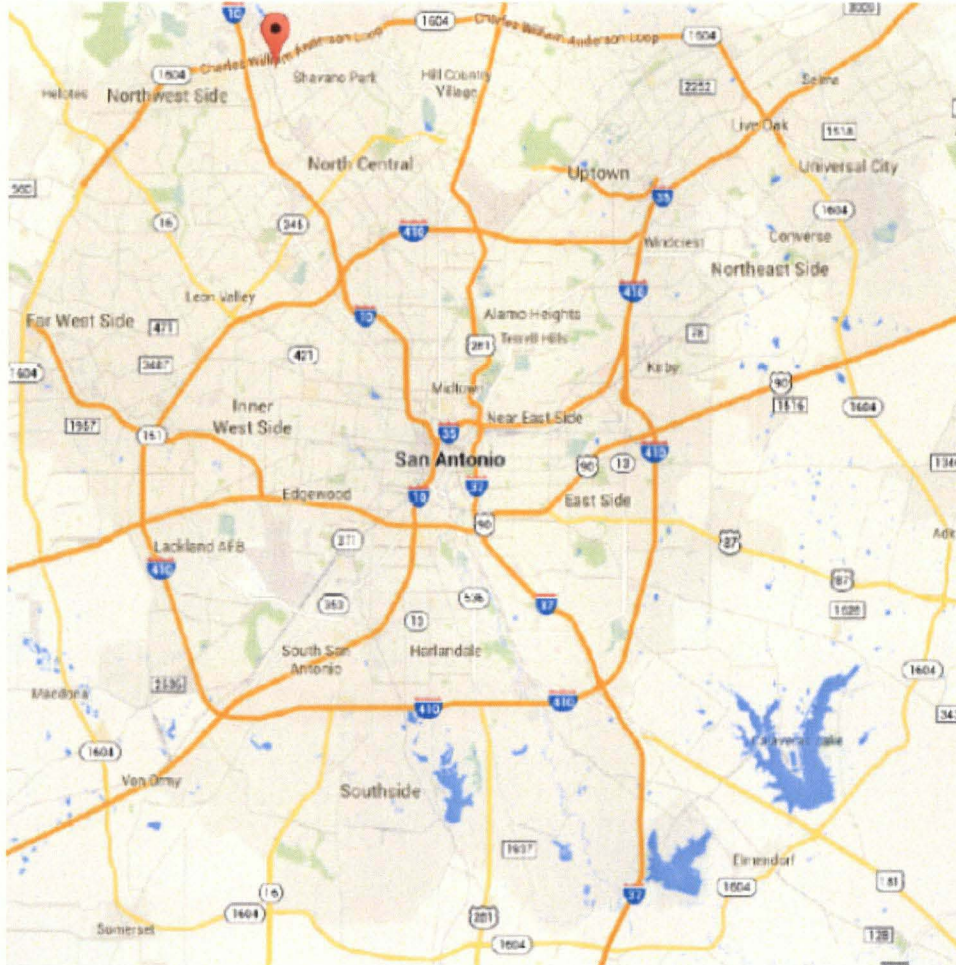 10
1604
Charles William Anderson Loop
1604
Charles William Anderson Loop
1604
3009
1604
Helotes
Northwest Side
Shavano Park
Hill Country
Village
2252
Selma
Live Oak
1518
North Central
Uptown
Universal City
560
35
16
345
410
1604
Windcrest
Converse
Northeast Side
Leon Valley
410
Far West Side
471
10
Alamo Heights
Terrell Hills
78
3487
421
281
1604
Midtown
Kirby
90
1516
1604
Inner
West Side
1957
151
35
Near East Side
San Antonio
410
90
13
1346
Edgewood
10
37
East Side
90
371
87
Lackland AFB
410
87
353
536
37
1628
13
South San
Antonio
Harlandale
1604
2536
Macdona
410
410
1604
Calaveras Lake
Von Ormy
Southside
1937
Elmendorf
16
1604
37
1604
181
Somerset
281
1604
128